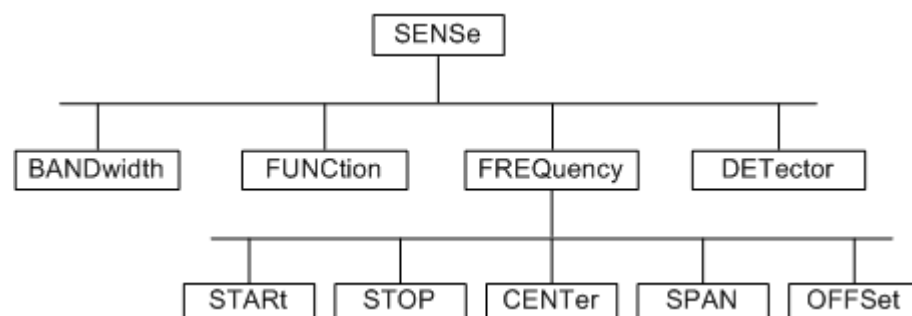 SENSe
BANDwidth FUNCtion FREQuency DETector
STARt STOP CENTer SPAN OFFSet